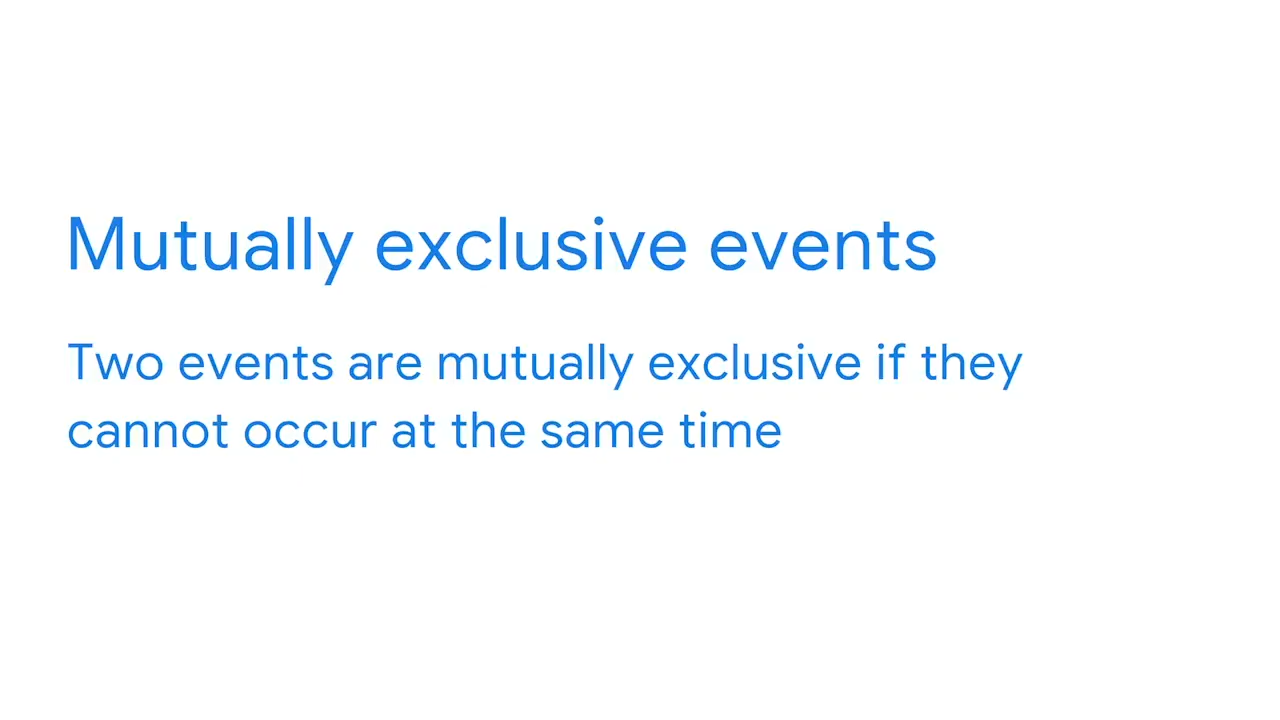 Mutually exclusive events
Two events are mutually exclusive if they
cannot occur at the same time